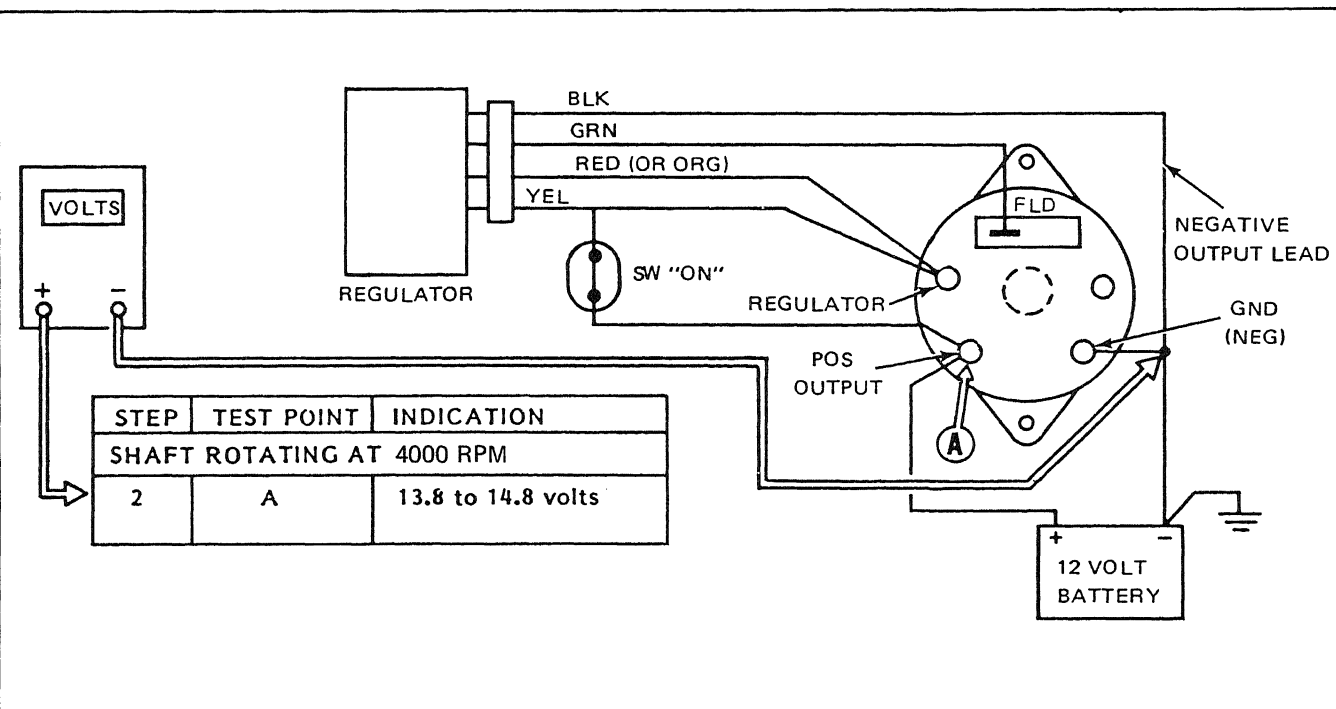 BLK
GRN
RED (OR ORG)
YEL
VOLTS
+ −
REGULATOR
SW "ON"
FLD
NEGATIVE
OUTPUT LEAD
REGULATOR
GND
(NEG)
POS
OUTPUT
A
STEP TEST POINT INDICATION
SHAFT ROTATING AT 4000 RPM
2 A 13.8 to 14.8 volts
+ −
12 VOLT
BATTERY